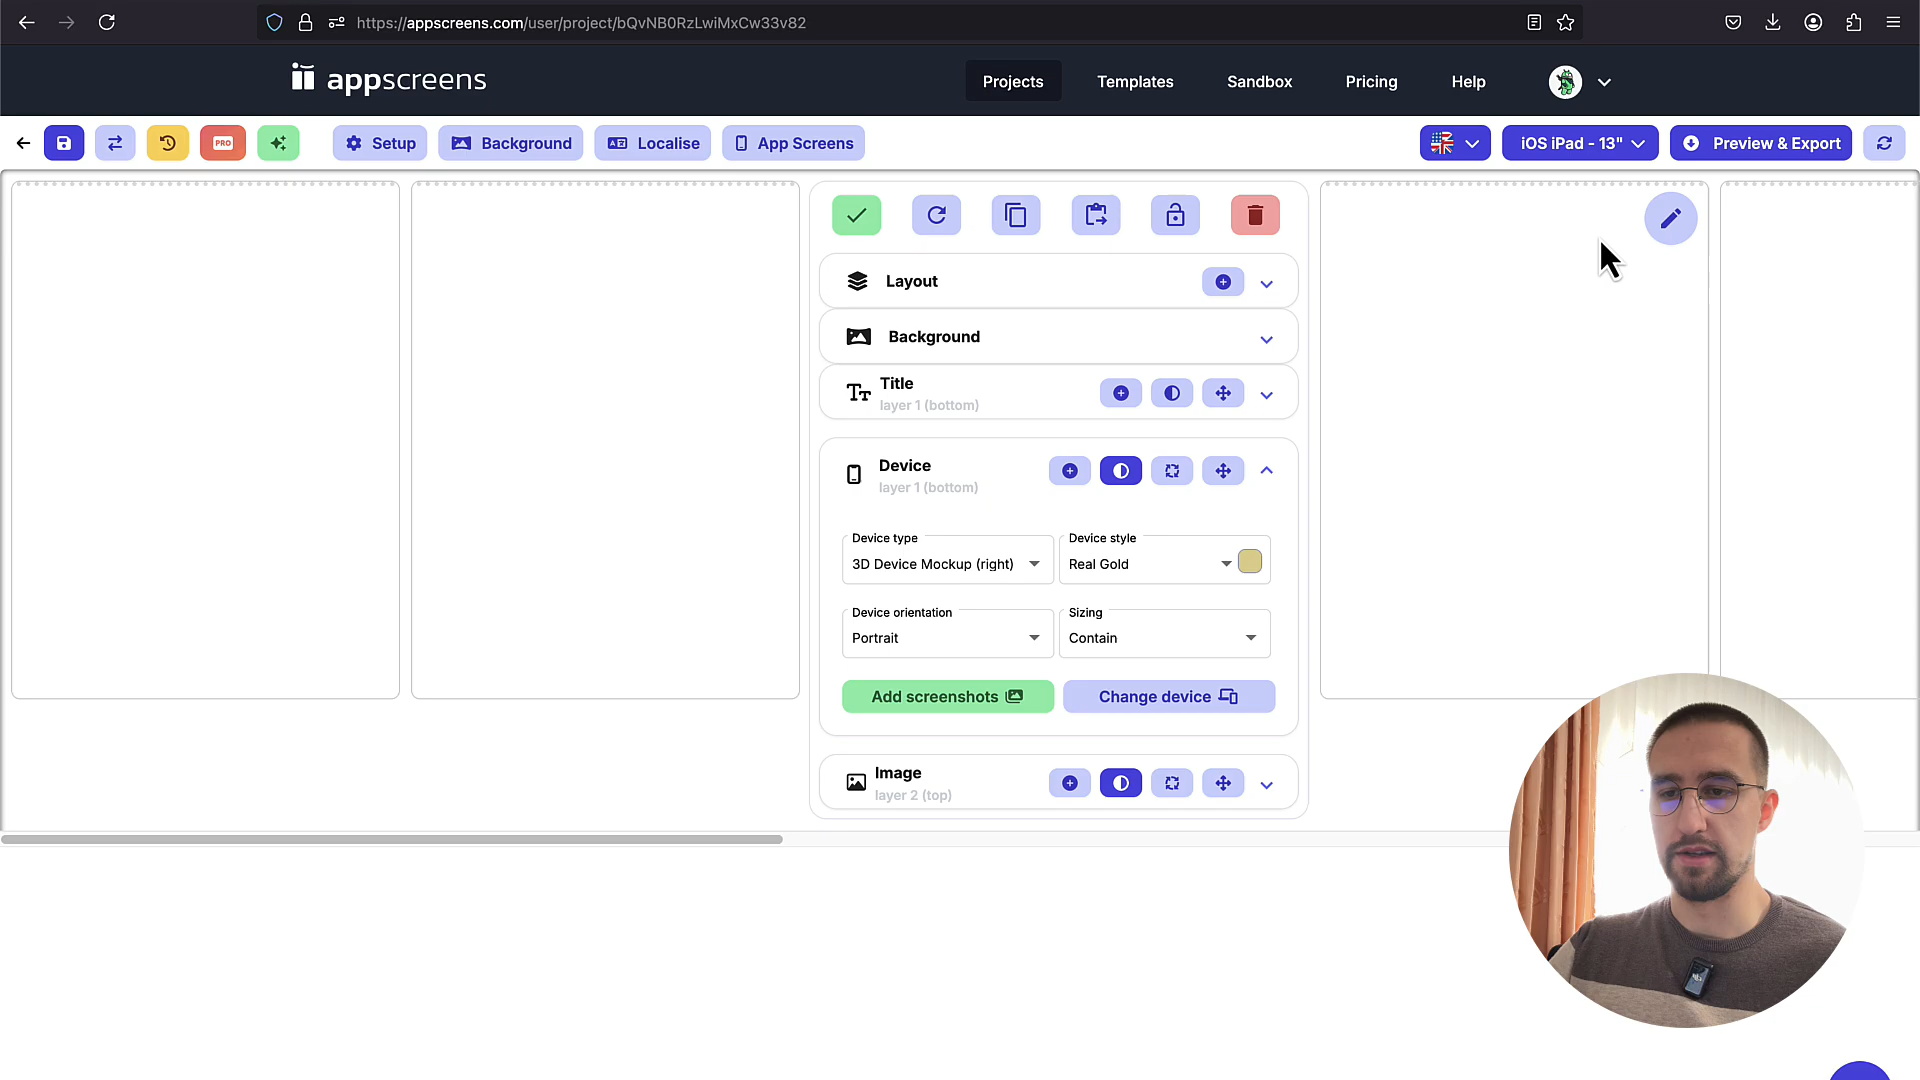 https://appscreens.com/user/project/bQvNB0RzLwiMxCw33v82
appscreens
Projects
Templates
Sandbox
Pricing
Help
PRO
Setup
Background
Localise
App Screens
iOS iPad - 13"
Preview & Export
Layout
Background
Title
layer 1 (bottom)
Device
layer 1 (bottom)
Device type
3D Device Mockup (right)
Device style
Real Gold
Device orientation
Portrait
Sizing
Contain
Add screenshots
Change device
Image
layer 2 (top)